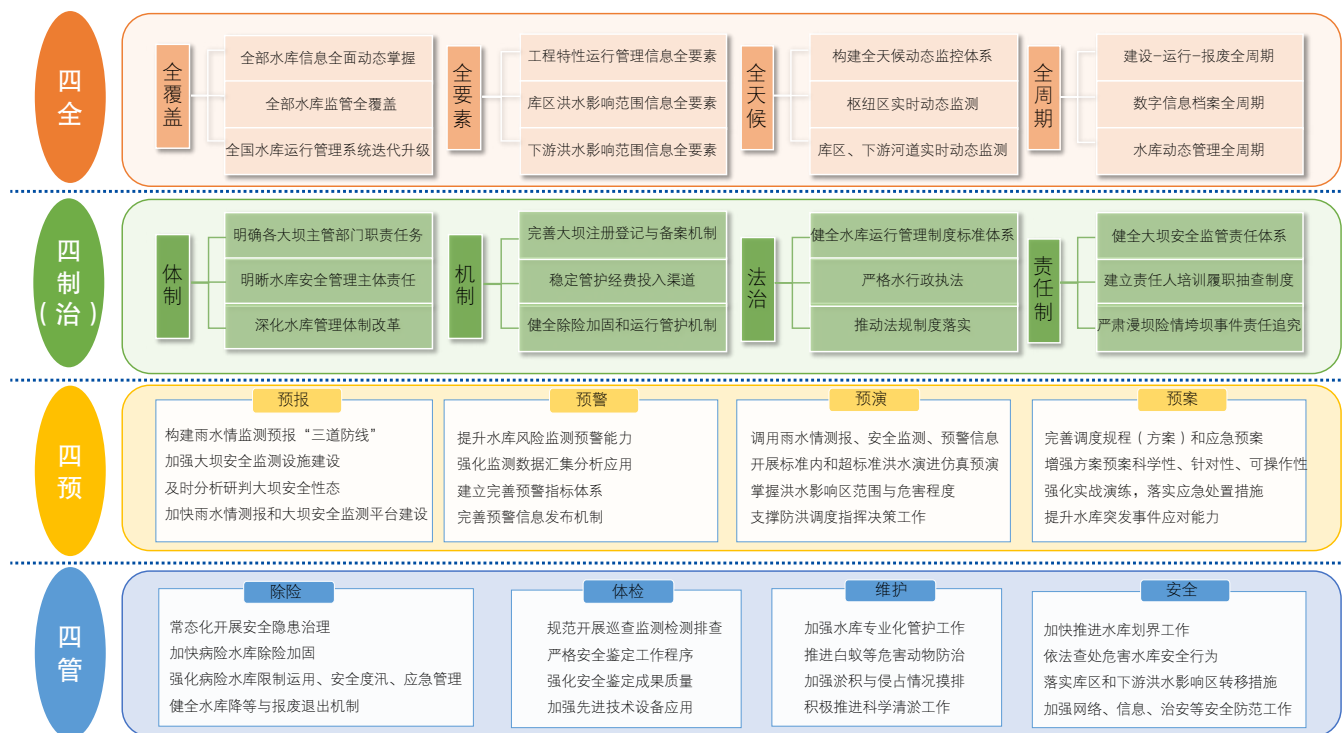 四全
全覆盖
全部水库信息全面动态掌握
全部水库监管全覆盖
全国水库运行管理系统迭代升级
全要素
工程特性运行管理信息全要素
库区洪水影响范围信息全要素
下游洪水影响范围信息全要素
全天候
构建全天候动态监控体系
枢纽区实时动态监测
库区、下游河道实时动态监测
全周期
建设-运行-报废全周期
数字信息档案全周期
水库动态管理全周期
四制(治)
体制
明确各大坝主管部门职责任务
明晰水库安全管理主体责任
深化水库管理体制改革
机制
完善大坝注册登记与备案机制
稳定管护经费投入渠道
健全除险加固和运行管护机制
法治
健全水库运行管理制度标准体系
严格水行政执法
推动法规制度落实
责任制
健全大坝安全监管责任体系
建立责任人培训履职抽查制度
严肃漫坝险情垮坝事件责任追究
四预
预报
构建雨水情监测预报“三道防线”
加强大坝安全监测设施建设
及时分析研判大坝安全性态
加快雨水情测报和大坝安全监测平台建设
预警
提升水库风险监测预警能力
强化监测数据汇集分析应用
建立完善预警指标体系
完善预警信息发布机制
预演
调用雨水情测报、安全监测、预警信息
开展标准内和超标准洪水演进仿真预演
掌握洪水影响区范围与危害程度
支撑防洪调度指挥决策工作
预案
完善调度规程（方案）和应急预案
增强方案预案科学性、针对性、可操作性
强化实战演练，落实应急处置措施
提升水库突发事件应对能力
四管
除险
常态化开展安全隐患治理
加快病险水库除险加固
强化病险水库限制运用、安全度汛、应急管理
健全水库降等与报废退出机制
体检
规范开展巡查监测检测排查
严格安全鉴定工作程序
强化安全鉴定成果质量
加强先进技术设备应用
维护
加强水库专业化管护工作
推进白蚁等危害动物防治
加强淤积与侵占情况摸排
积极推进科学清淤工作
安全
加快推进水库划界工作
依法查处危害水库安全行为
落实库区和下游洪水影响区转移措施
加强网络、信息、治安等安全防范工作